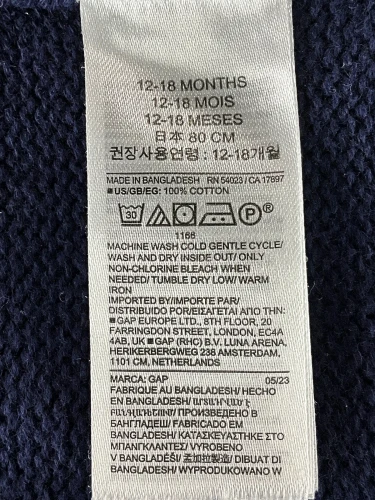 12-18 MONTHS
12-18 MOIS
12-18 MESES
日本 80 CM
권장사용연령 : 12-18개월
MADE IN BANGLADESH RN 54023 / CA 17897
■US/GB/EG: 100% COTTON
30 P ®
1166
MACHINE WASH COLD GENTLE CYCLE/
WASH AND DRY INSIDE OUT/ ONLY
NON-CHLORINE BLEACH WHEN
NEEDED/ TUMBLE DRY LOW/ WARM
IRON
IMPORTED BY/IMPORTE PAR/
DISTRIBUIDO POR/ΕΙΣΑΓΕΤΑΙ ΑΠΟ ΤΗΝ:
■GAP EUROPE LTD., 8TH FLOOR, 20
FARRINGDON STREET, LONDON, EC4A
4AB, UK ■GAP (RHC) B.V. LUNA ARENA.
HERIKERBERGWEG 238 AMSTERDAM,
1101 CM, NETHERLANDS
MARCA: GAP 05/23
FABRIQUE AU BANGLADESH/ HECHO
EN BANGLADESH/
ПРОИЗВЕДЕНО В
БАНГЛАДЕШ/ FABRICADO EM
BANGLADESH/ ΚΑΤΑΣΚΕΥΑΣΤΗΚΕ ΣΤΟ
ΜΠΑΝΓΚΛΑΝΤΕΣ/ VYROBENO
V BANGLADÉŠI/ 孟加拉製造/ DIBUAT DI
BANGLADESH/ WYPRODUKOWANO W